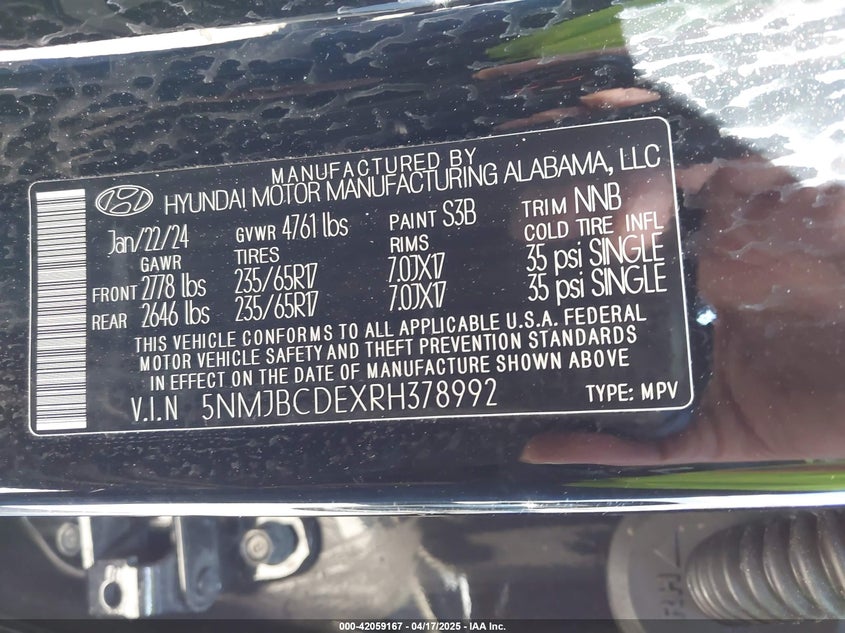 MANUFACTURED BY
HYUNDAI MOTOR MANUFACTURING ALABAMA, LLC
Jan/22/24 GVWR 4761 lbs PAINT S3B TRIM NNB
GAWR TIRES RIMS COLD TIRE INFL
FRONT 2778 lbs 235/65R17 7.0JX17 35 psi SINGLE
REAR 2646 lbs 235/65R17 7.0JX17 35 psi SINGLE
THIS VEHICLE CONFORMS TO ALL APPLICABLE U.S.A. FEDERAL
MOTOR VEHICLE SAFETY AND THEFT PREVENTION STANDARDS
IN EFFECT ON THE DATE OF MANUFACTURE SHOWN ABOVE
V.I.N 5NMJBCDEXRH378992 TYPE: MPV
RH
000-42059167 - 04/17/2025 - IAA Inc.